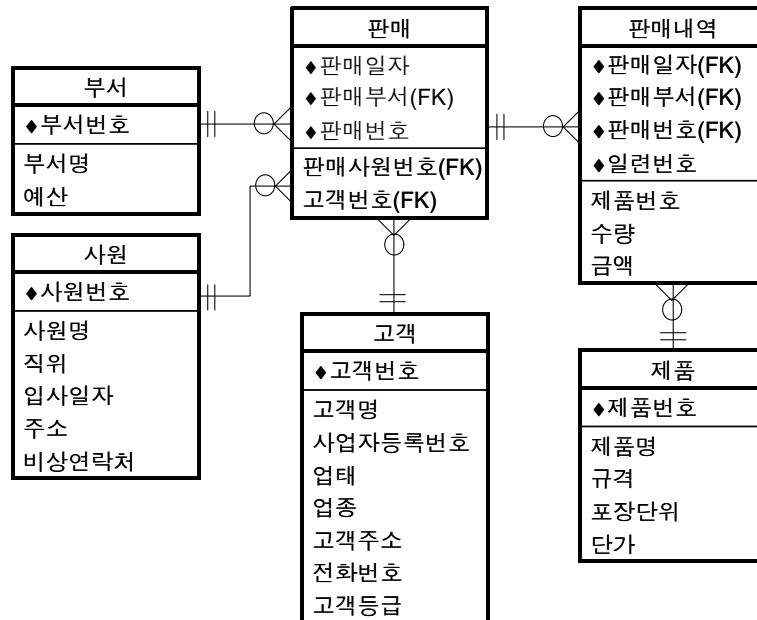 부서
♦부서번호
부서명
예산
사원
♦사원번호
사원명
직위
입사일자
주소
비상연락처
판매
♦판매일자
♦판매부서(FK)
♦판매번호
판매사원번호(FK)
고객번호(FK)
고객
♦고객번호
고객명
사업자등록번호
업태
업종
고객주소
전화번호
고객등급
판매내역
♦판매일자(FK)
♦판매부서(FK)
♦판매번호(FK)
♦일련번호
제품번호
수량
금액
제품
♦제품번호
제품명
규격
포장단위
단가